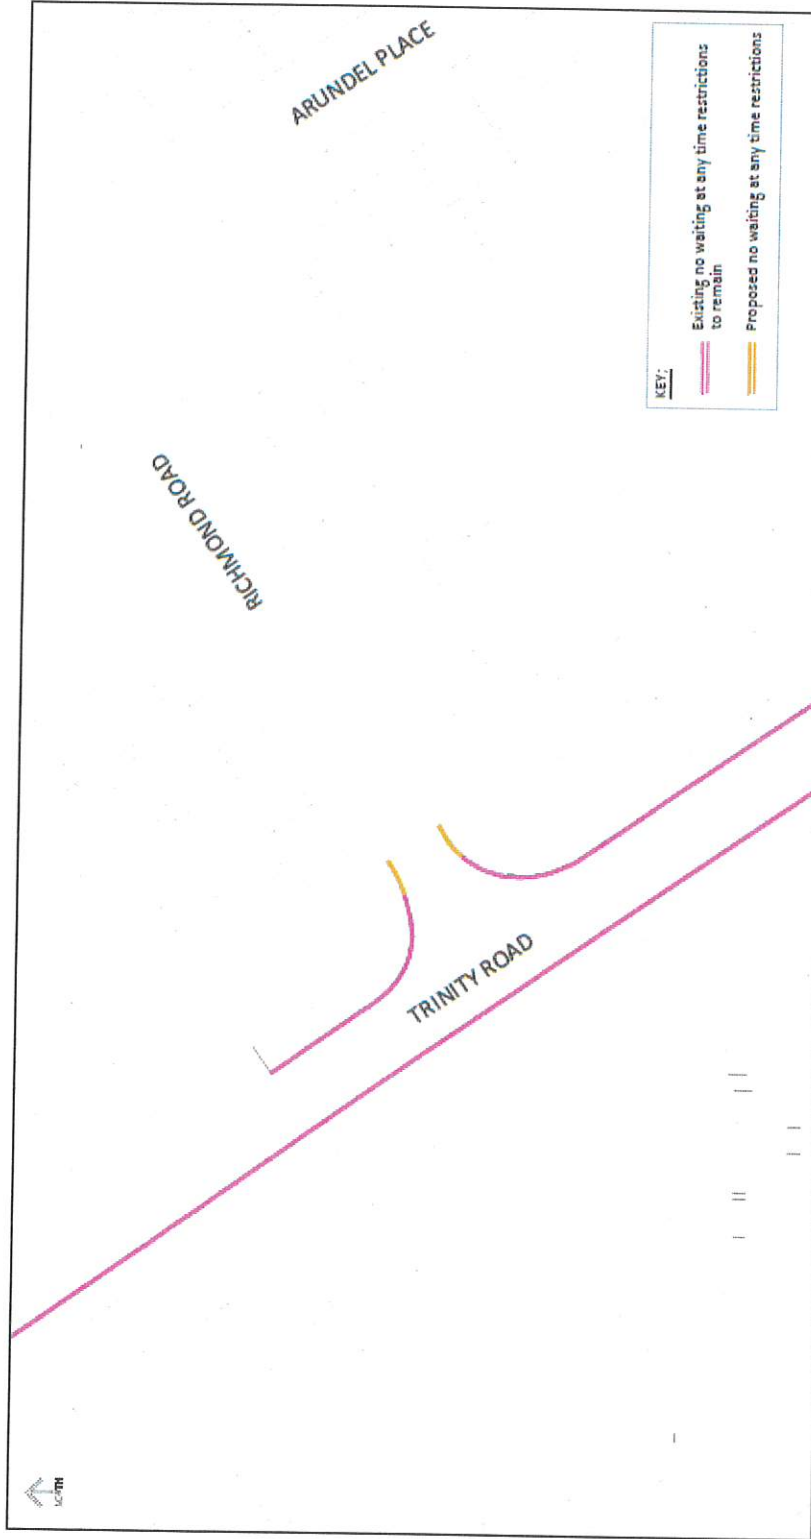 ARUNDEL PLACE
RICHMOND ROAD
TRINITY ROAD
KEY:
Existing no waiting at any time restrictions
to remain
Proposed no waiting at any time restrictions
NORTH